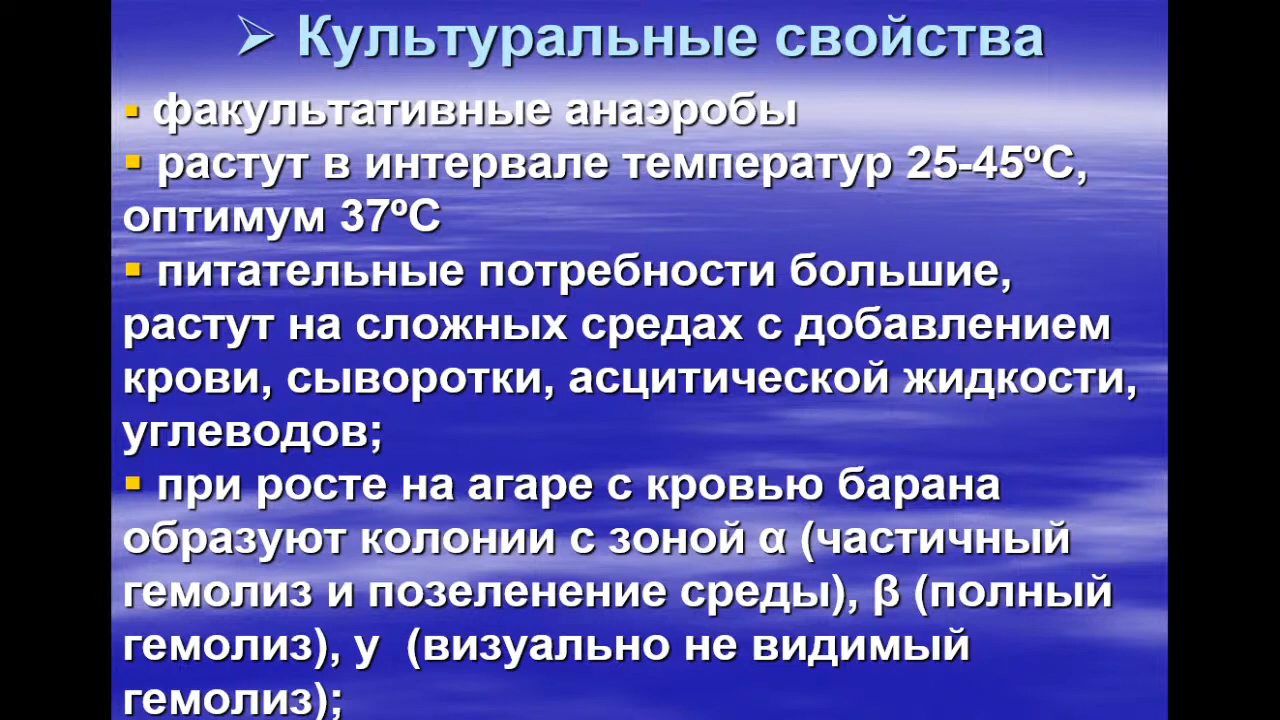 ➢ Культуральные свойства
▪ факультативные анаэробы
▪ растут в интервале температур 25-45ºС,
оптимум 37ºС
▪ питательные потребности большие,
растут на сложных средах с добавлением
крови, сыворотки, асцитической жидкости,
углеводов;
▪ при росте на агаре с кровью барана
образуют колонии с зоной α (частичный
гемолиз и позеленение среды), β (полный
гемолиз), у (визуально не видимый
гемолиз);